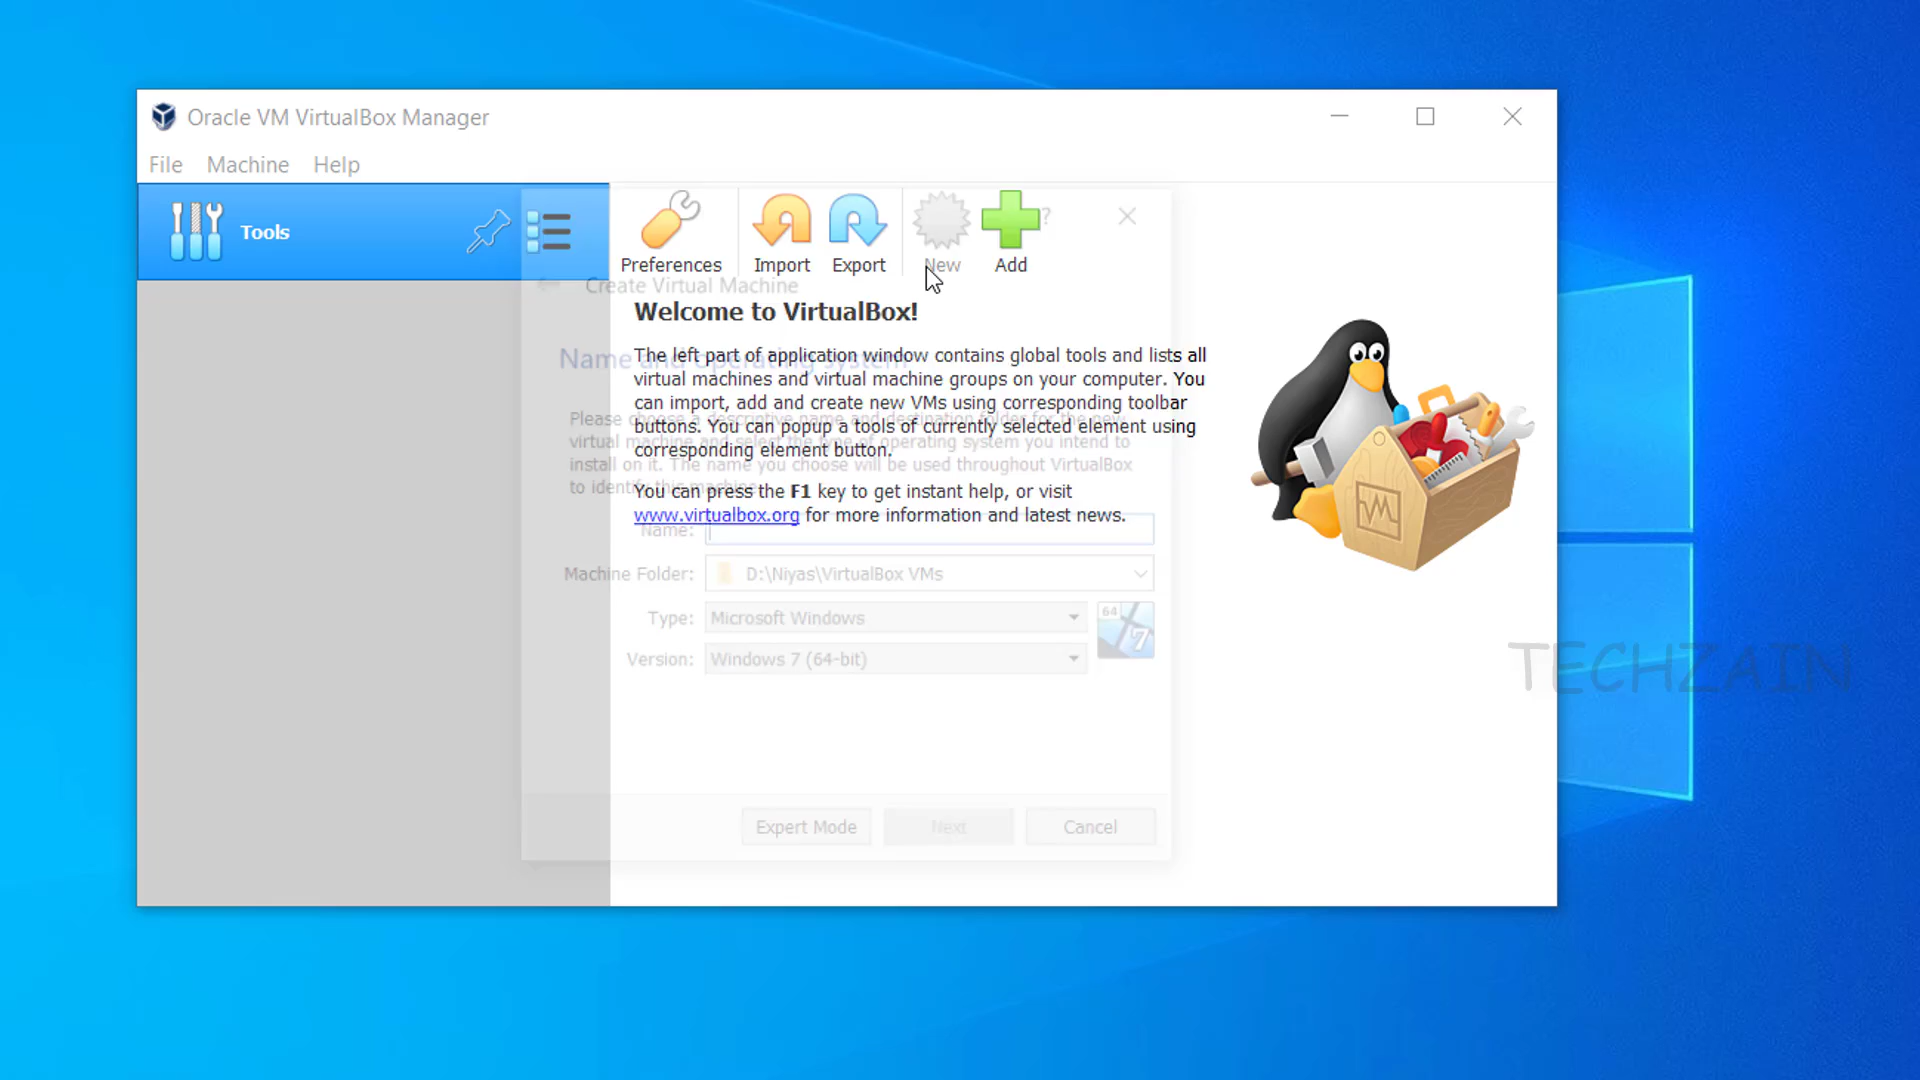 Oracle VM VirtualBox Manager
File Machine Help
Tools
Preferences Import Export New Add
?
Create Virtual Machine
Welcome to VirtualBox!
Name and operating system
The left part of application window contains global tools and lists all
virtual machines and virtual machine groups on your computer. You
can import, add and create new VMs using corresponding toolbar
buttons. You can popup a tools of currently selected element using
corresponding element button.
Please choose a descriptive name and destination folder for the new
virtual machine and select the type of operating system you intend to
install on it. The name you choose will be used throughout VirtualBox
to identify this machine.
You can press the F1 key to get instant help, or visit
www.virtualbox.org for more information and latest news.
Name:
Machine Folder: D:\Niyas\VirtualBox VMs
Type: Microsoft Windows
64
7
Version: Windows 7 (64-bit)
Expert Mode Next Cancel
TECHZAIN